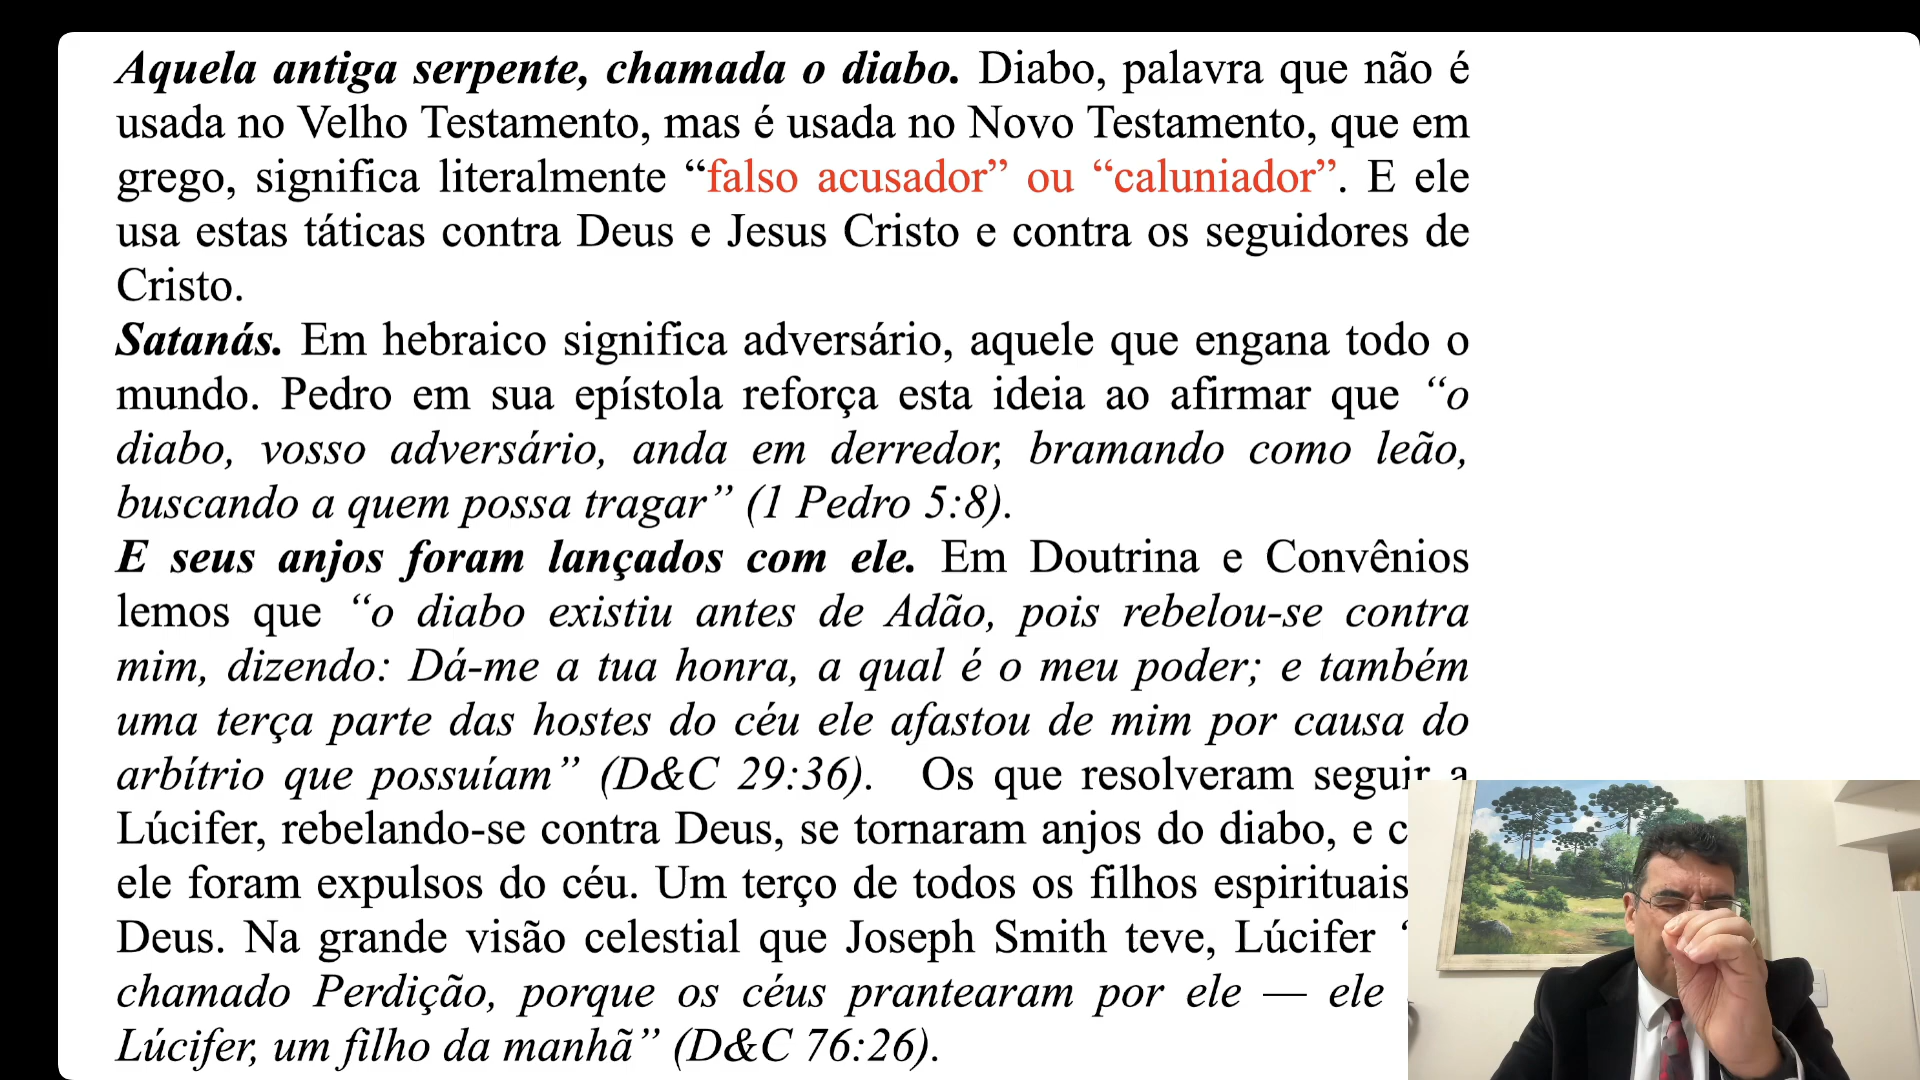 Aquela antiga serpente, chamada o diabo. Diabo, palavra que não é
usada no Velho Testamento, mas é usada no Novo Testamento, que em
grego, significa literalmente “falso acusador” ou “caluniador”. E ele
usa estas táticas contra Deus e Jesus Cristo e contra os seguidores de
Cristo.
Satanás. Em hebraico significa adversário, aquele que engana todo o
mundo. Pedro em sua epístola reforça esta ideia ao afirmar que “o
diabo, vosso adversário, anda em derredor, bramando como leão,
buscando a quem possa tragar” (1 Pedro 5:8).
E seus anjos foram lançados com ele. Em Doutrina e Convênios
lemos que “o diabo existiu antes de Adão, pois rebelou-se contra
mim, dizendo: Dá-me a tua honra, a qual é o meu poder; e também
uma terça parte das hostes do céu ele afastou de mim por causa do
arbítrio que possuíam” (D&C 29:36). Os que resolveram seguir a
Lúcifer, rebelando-se contra Deus, se tornaram anjos do diabo, e
ele foram expulsos do céu. Um terço de todos os filhos espirituais
Deus. Na grande visão celestial que Joseph Smith teve, Lúcifer
chamado Perdição, porque os céus prantearam por ele — ele
Lúcifer, um filho da manhã” (D&C 76:26).